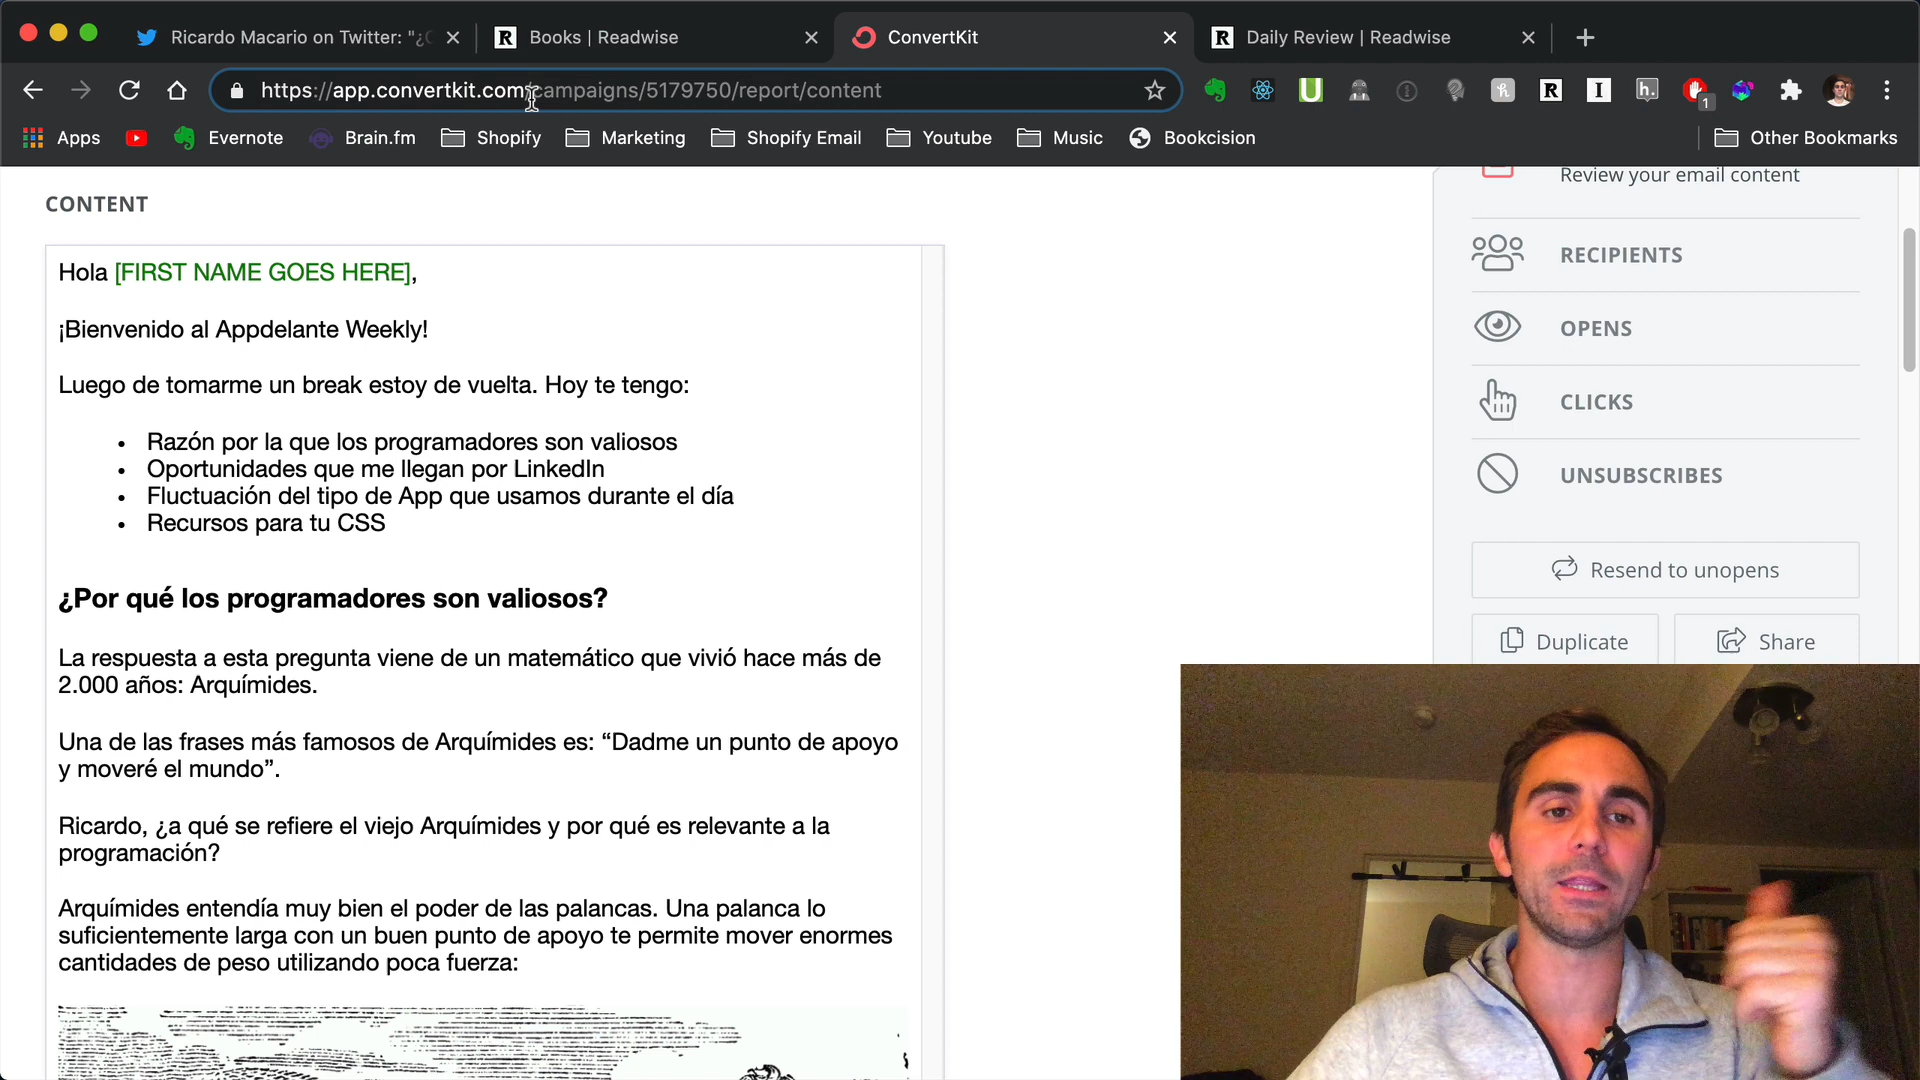 Ricardo Macario on Twitter: "¿C
Books | Readwise
ConvertKit
Daily Review | Readwise
https://app.convertkit.com/campaigns/5179750/report/content
1
Apps
Evernote
Brain.fm
Shopify
Marketing
Shopify Email
Youtube
Music
Bookcision
Other Bookmarks
CONTENT
Hola [FIRST NAME GOES HERE],
¡Bienvenido al Appdelante Weekly!
Luego de tomarme un break estoy de vuelta. Hoy te tengo:
• Razón por la que los programadores son valiosos
• Oportunidades que me llegan por LinkedIn
• Fluctuación del tipo de App que usamos durante el día
• Recursos para tu CSS
¿Por qué los programadores son valiosos?
La respuesta a esta pregunta viene de un matemático que vivió hace más de
2.000 años: Arquímides.
Una de las frases más famosos de Arquímides es: “Dadme un punto de apoyo
y moveré el mundo”.
Ricardo, ¿a qué se refiere el viejo Arquímides y por qué es relevante a la
programación?
Arquímides entendía muy bien el poder de las palancas. Una palanca lo
suficientemente larga con un buen punto de apoyo te permite mover enormes
cantidades de peso utilizando poca fuerza:
Review your email content
RECIPIENTS
OPENS
CLICKS
UNSUBSCRIBES
Resend to unopens
Duplicate
Share